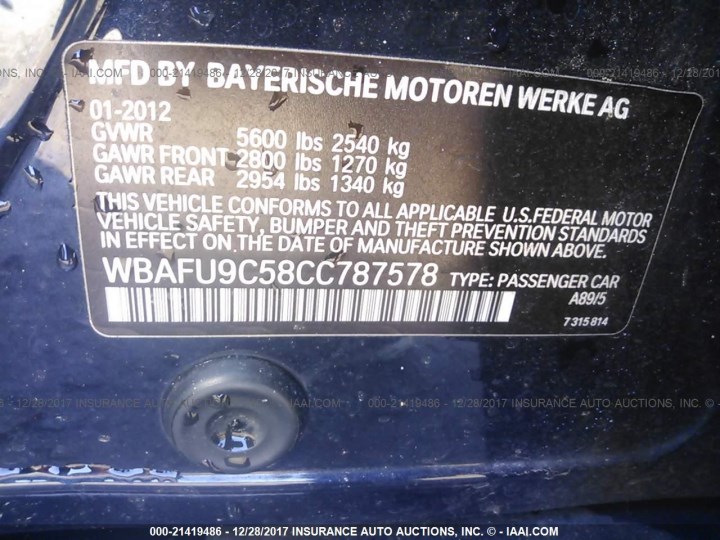 MFD BY BAYERISCHE MOTOREN WERKE AG
01-2012
GVWR 5600 lbs 2540 kg
GAWR FRONT 2800 lbs 1270 kg
GAWR REAR 2954 lbs 1340 kg
THIS VEHICLE CONFORMS TO ALL APPLICABLE U.S.FEDERAL MOTOR
VEHICLE SAFETY, BUMPER AND THEFT PREVENTION STANDARDS
IN EFFECT ON THE DATE OF MANUFACTURE SHOWN ABOVE.
WBAFU9C58CC787578 TYPE: PASSENGER CAR
A89/5
7 315 814
000-21419486 - 12/28/2017 INSURANCE AUTO AUCTIONS, INC. © - IAAI.COM